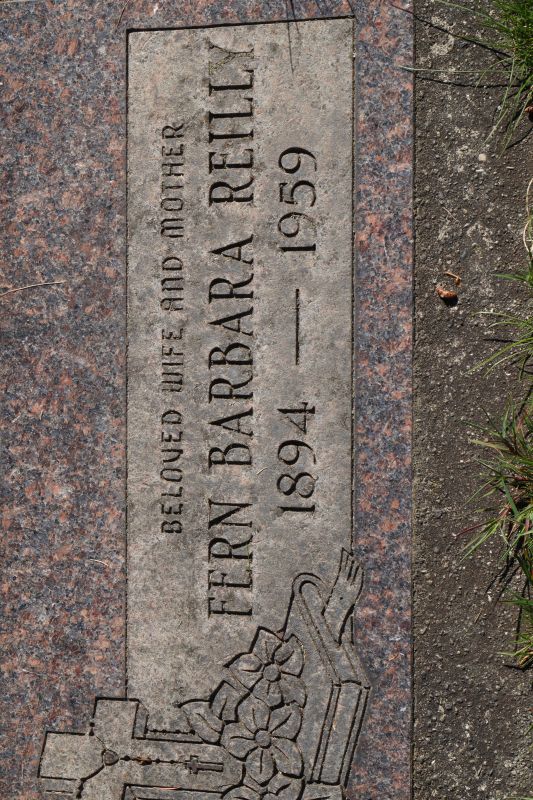 BELOVED WIFE AND MOTHER
FERN BARBARA REILLY
1894 — 1959